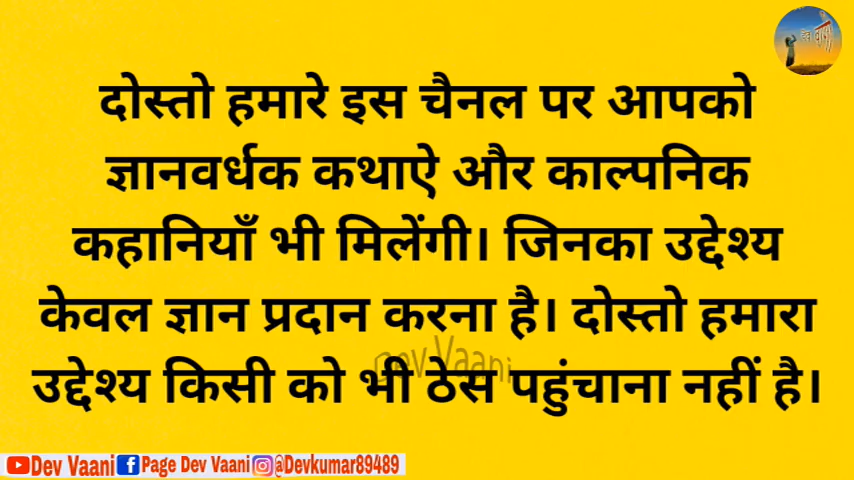 देव वाणी
दोस्तो हमारे इस चैनल पर आपको
ज्ञानवर्धक कथाऐ और काल्पनिक
कहानियाँ भी मिलेंगी। जिनका उद्देश्य
केवल ज्ञान प्रदान करना है। दोस्तो हमारा
उद्देश्य किसी को भी ठेस पहुंचाना नहीं है।
Dev Vaani
Dev Vaani Page Dev Vaani @Devkumar89489